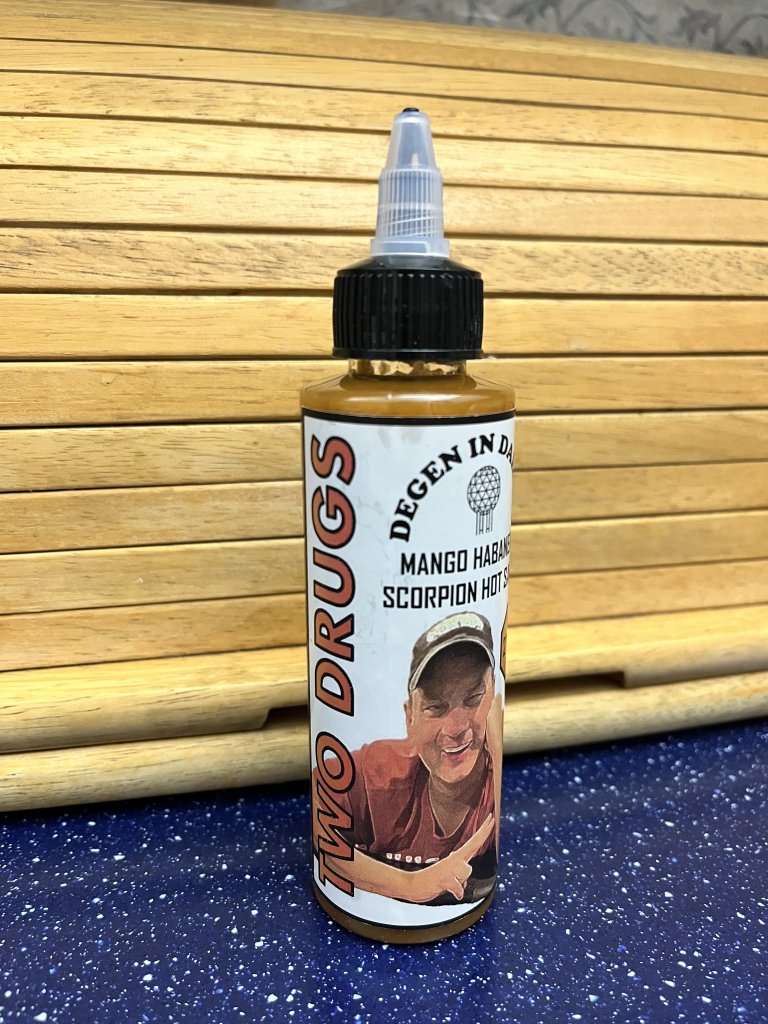 TWO DRUGS
DEGEN IN DA
MANGO HABANE
SCORPION HOT S